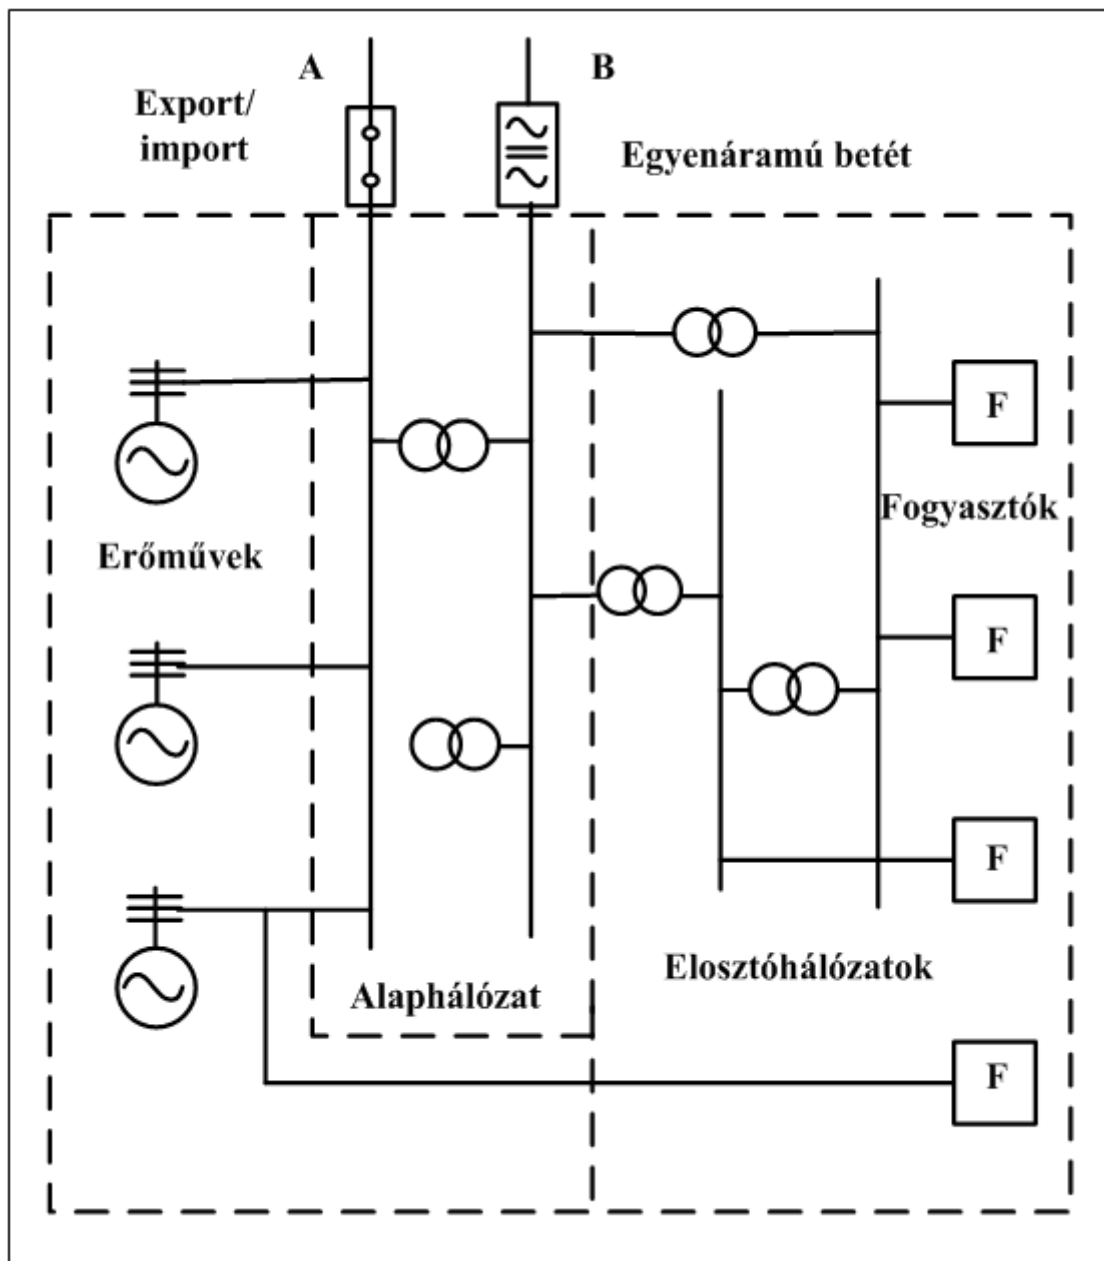 A
B
Export/
import
Egyenáramú betét
F
Fogyasztók
Erőművek
F
F
Elosztóhálózatok
Alaphálózat
F